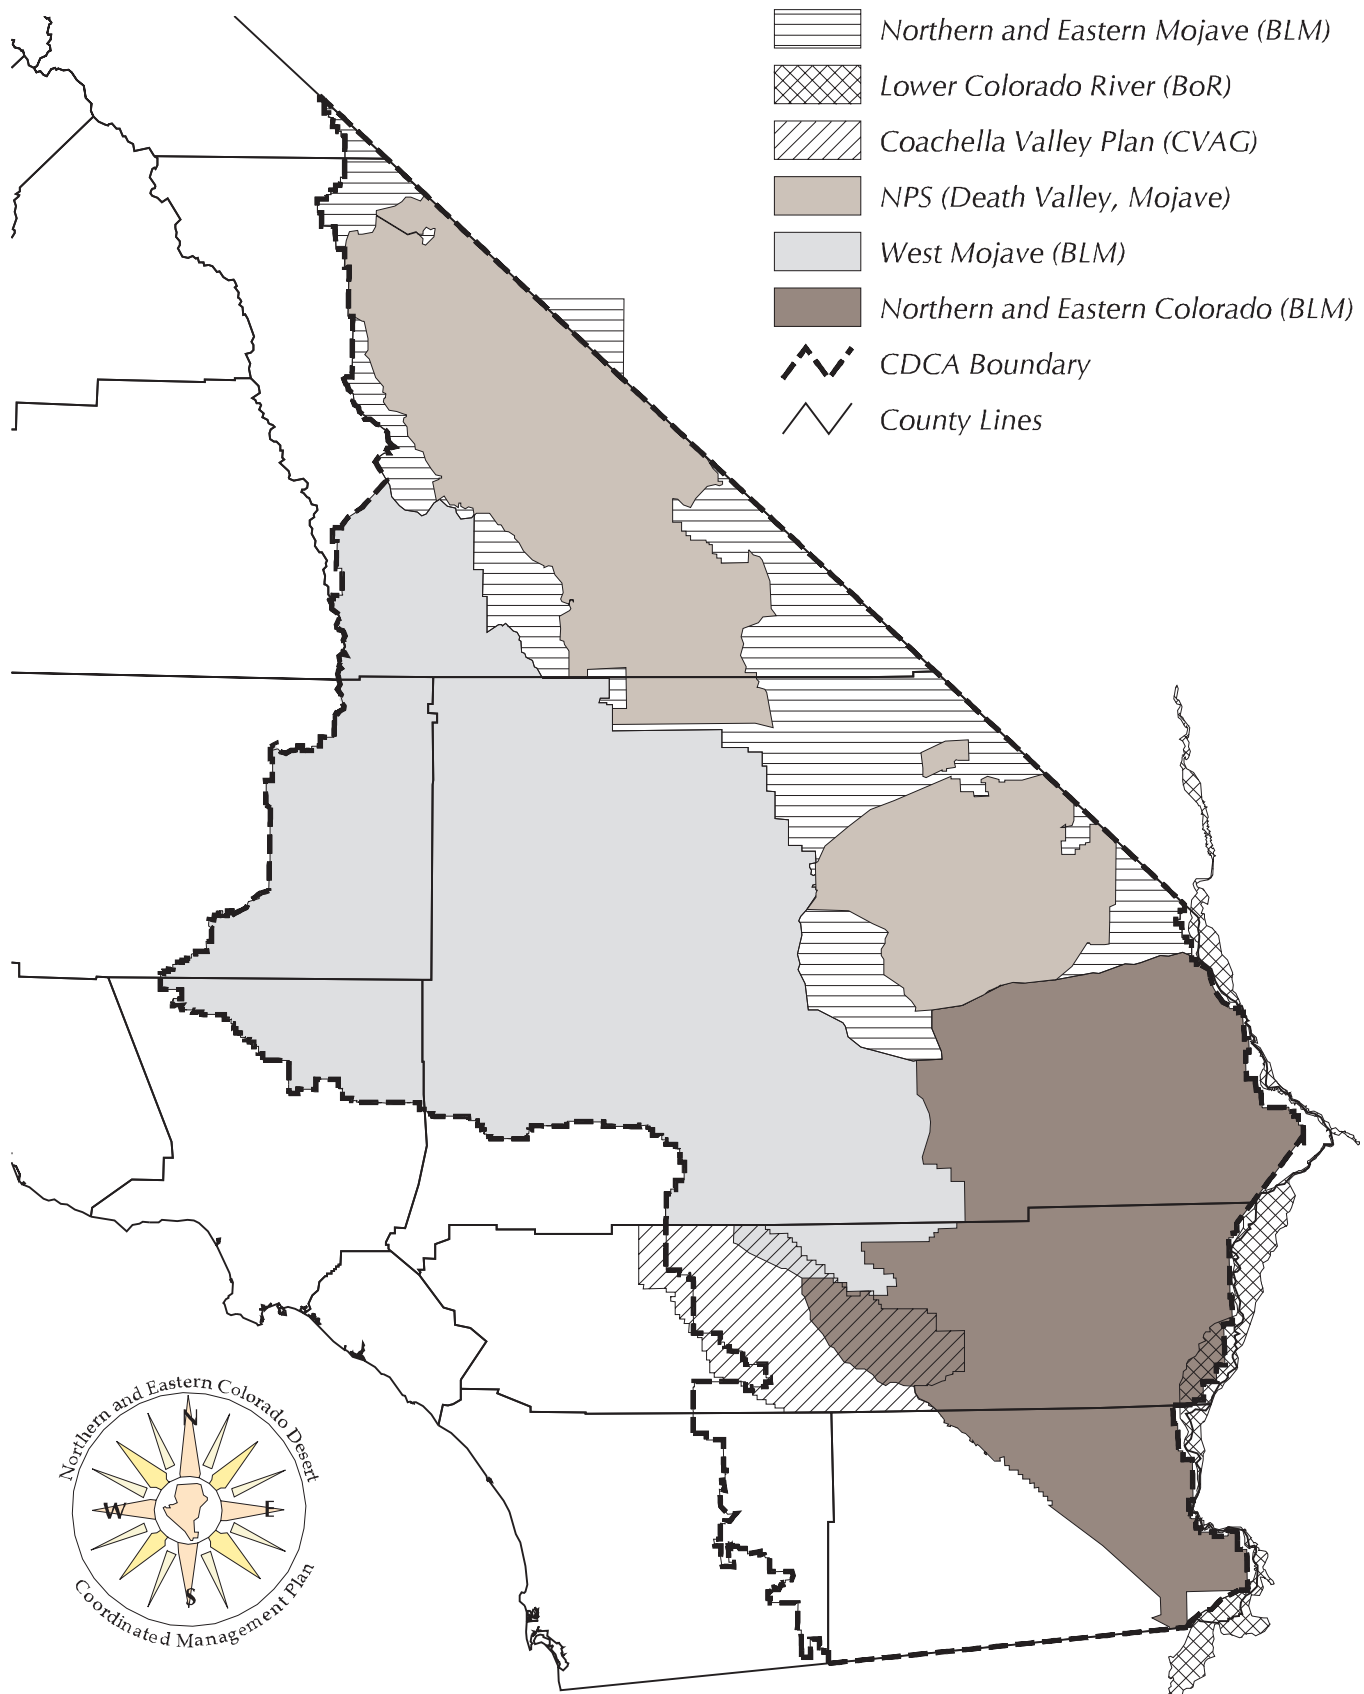 Northern and Eastern Mojave (BLM)
Lower Colorado River (BoR)
Coachella Valley Plan (CVAG)
NPS (Death Valley, Mojave)
West Mojave (BLM)
Northern and Eastern Colorado (BLM)
CDCA Boundary
County Lines
Northern and Eastern Colorado Desert
N
W
E
S
Coordinated Management Plan